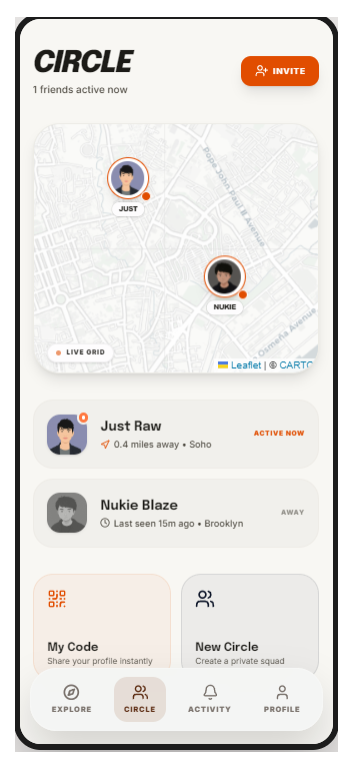 CIRCLE
1 friends active now
INVITE
Pope John Paul II Avenue
JUST
NUKIE
Osmeña Avenue
LIVE GRID
Leaflet | © CARTO
Just Raw
ACTIVE NOW
0.4 miles away • Soho
Nukie Blaze
AWAY
Last seen 15m ago • Brooklyn
My Code
New Circle
Share your profile instantly
Create a private squad
EXPLORE
CIRCLE
ACTIVITY
PROFILE